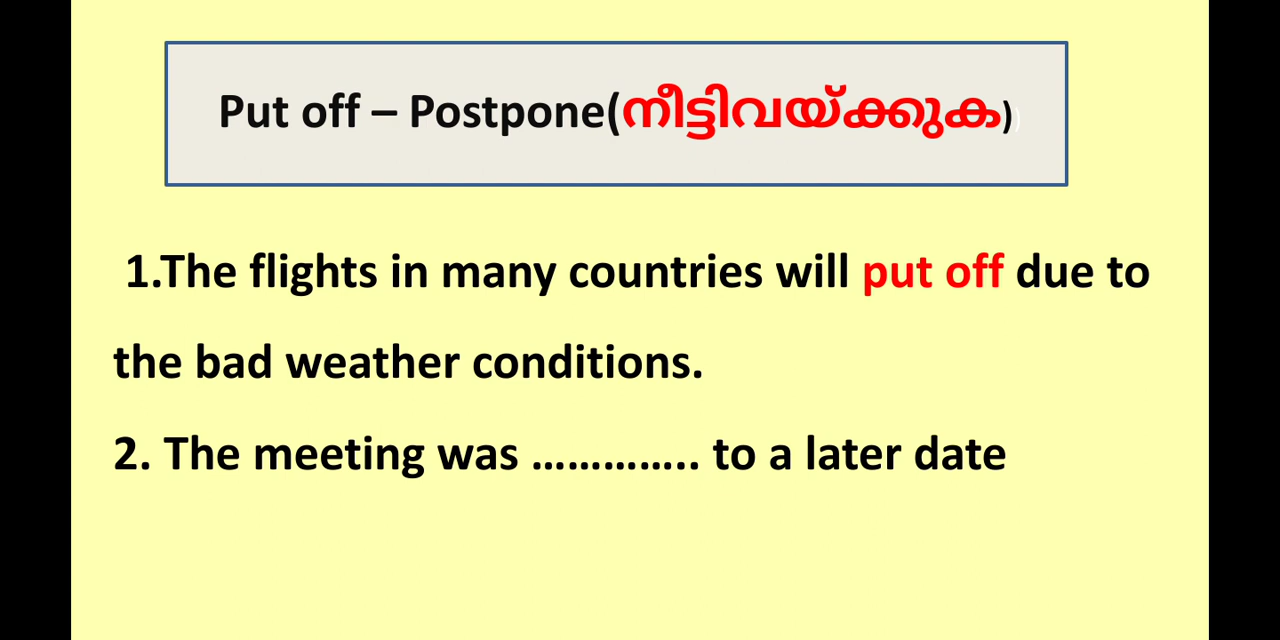 Put off – Postpone(നീട്ടിവയ്ക്കുക))
1.The flights in many countries will put off due to
the bad weather conditions.
2. The meeting was ………….. to a later date